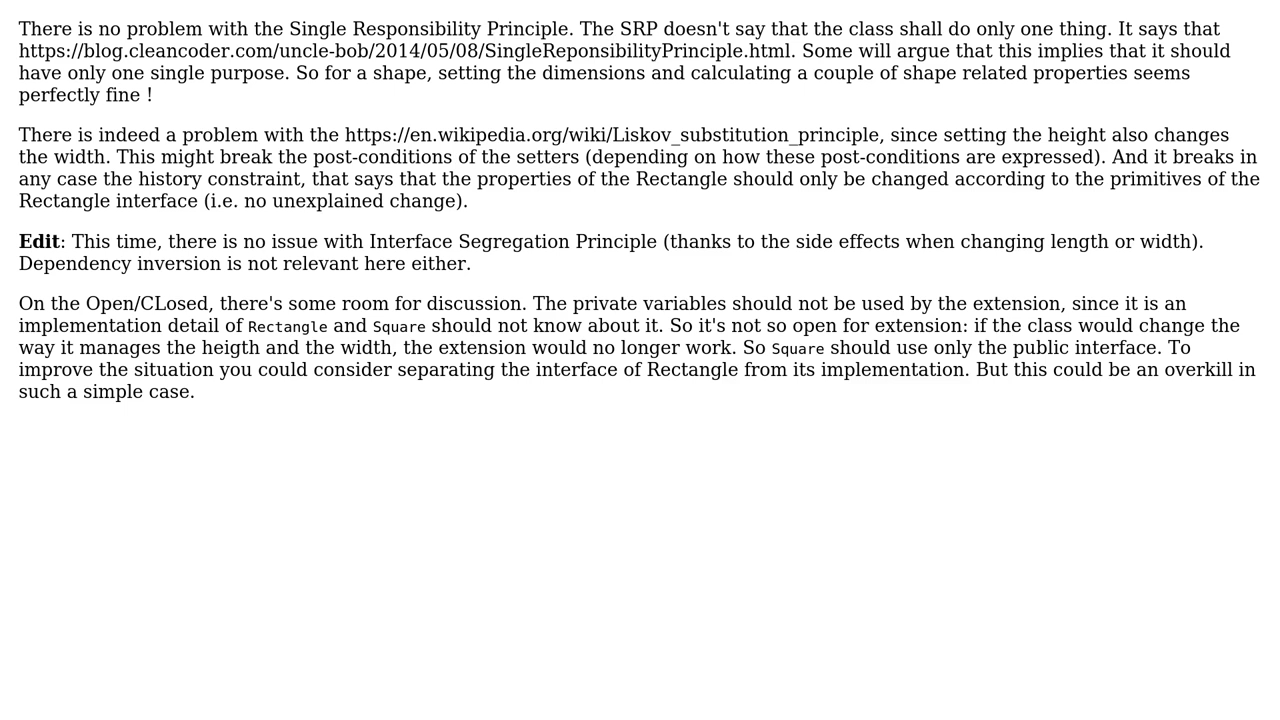 There is no problem with the Single Responsibility Principle. The SRP doesn't say that the class shall do only one thing. It says that
https://blog.cleancoder.com/uncle-bob/2014/05/08/SingleReponsibilityPrinciple.html. Some will argue that this implies that it should
have only one single purpose. So for a shape, setting the dimensions and calculating a couple of shape related properties seems
perfectly fine !
There is indeed a problem with the https://en.wikipedia.org/wiki/Liskov_substitution_principle, since setting the height also changes
the width. This might break the post-conditions of the setters (depending on how these post-conditions are expressed). And it breaks in
any case the history constraint, that says that the properties of the Rectangle should only be changed according to the primitives of the
Rectangle interface (i.e. no unexplained change).
Edit: This time, there is no issue with Interface Segregation Principle (thanks to the side effects when changing length or width).
Dependency inversion is not relevant here either.
On the Open/CLosed, there's some room for discussion. The private variables should not be used by the extension, since it is an
implementation detail of Rectangle and Square should not know about it. So it's not so open for extension: if the class would change the
way it manages the heigth and the width, the extension would no longer work. So Square should use only the public interface. To
improve the situation you could consider separating the interface of Rectangle from its implementation. But this could be an overkill in
such a simple case.